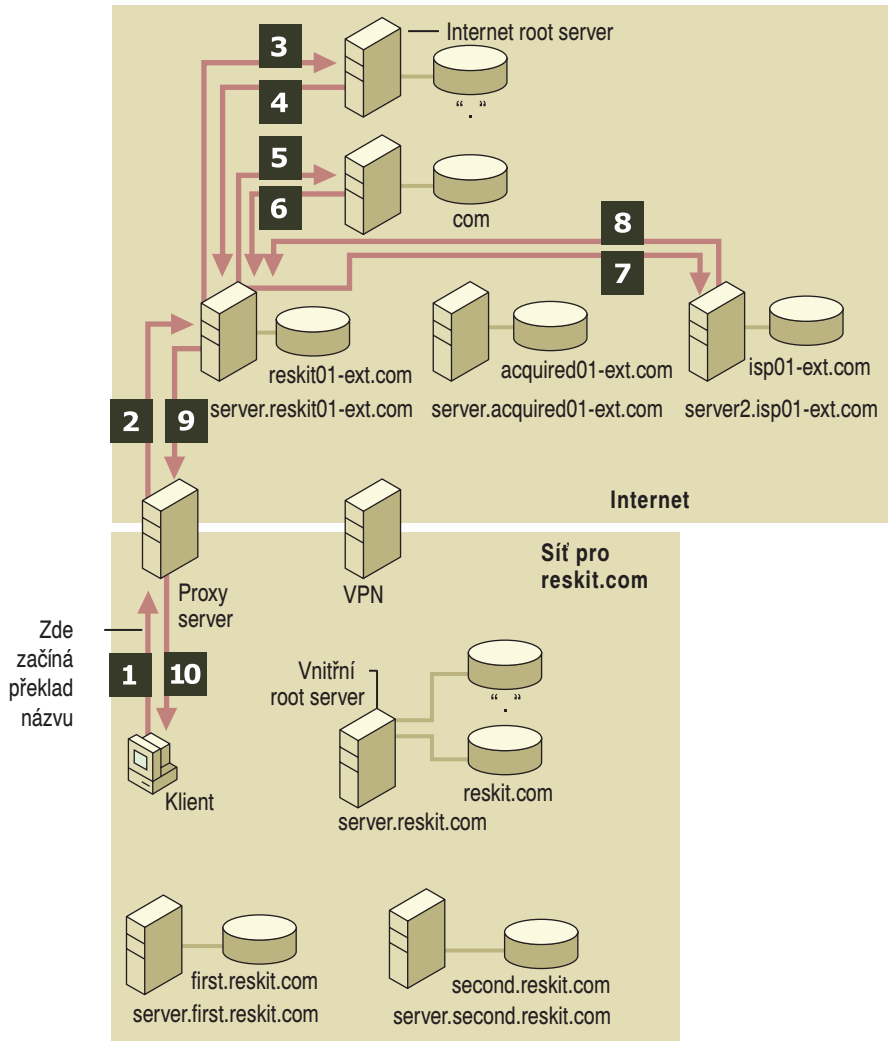 3
Internet root server
4
“ . ”
5
6
com
8
7
reskit01-ext.com
acquired01-ext.com
isp01-ext.com
server.reskit01-ext.com
server.acquired01-ext.com
server2.isp01-ext.com
2
9
Internet
Síť pro
reskit.com
Proxy
server
VPN
Zde
začíná
překlad
názvu
1
10
Vnitřní
root server
“ . ”
Klient
reskit.com
server.reskit.com
first.reskit.com
server.first.reskit.com
second.reskit.com
server.second.reskit.com